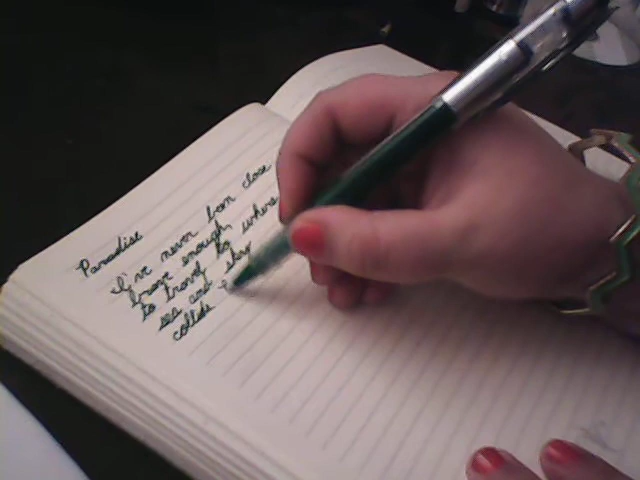 Paradise
I've never been close
brave enough
to travel to where
sea and sky
collide